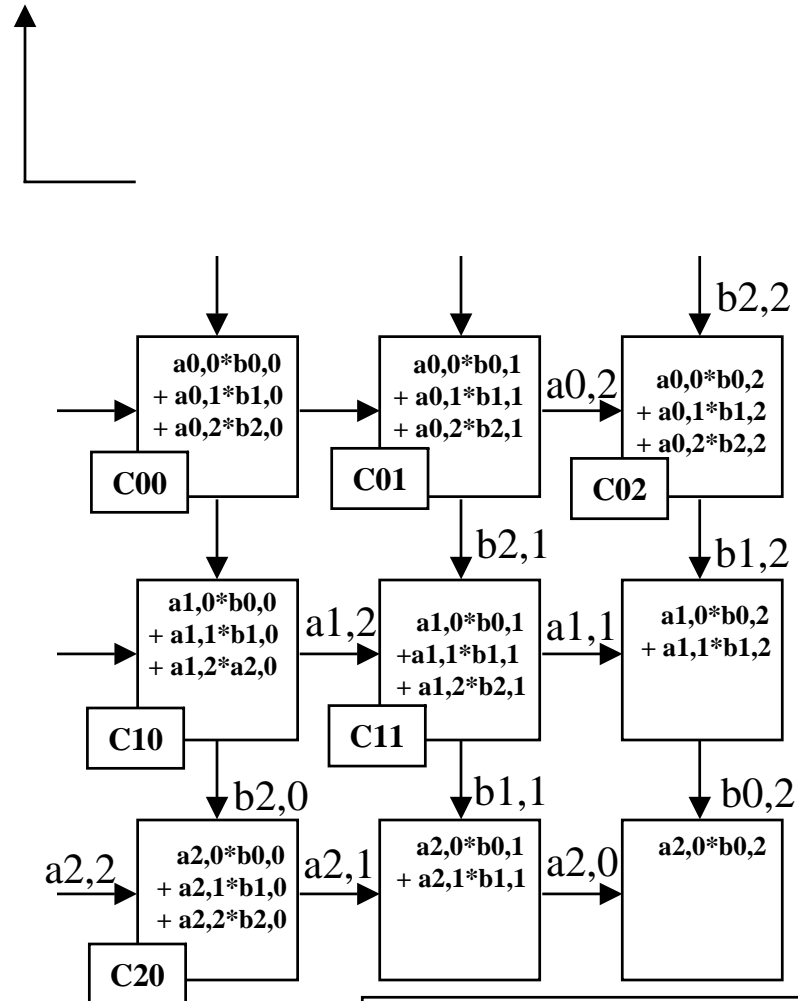 b2,2
a0,0*b0,0
+ a0,1*b1,0
+ a0,2*b2,0
C00
a0,0*b0,1
+ a0,1*b1,1
+ a0,2*b2,1
C01
a0,2
a0,0*b0,2
+ a0,1*b1,2
+ a0,2*b2,2
C02
b2,1
b1,2
a1,0*b0,0
+ a1,1*b1,0
+ a1,2*a2,0
C10
a1,2
a1,0*b0,1
+a1,1*b1,1
+ a1,2*b2,1
C11
a1,1
a1,0*b0,2
+ a1,1*b1,2
b2,0
b1,1
b0,2
a2,2
a2,0*b0,0
+ a2,1*b1,0
+ a2,2*b2,0
C20
a2,1
a2,0*b0,1
+ a2,1*b1,1
a2,0
a2,0*b0,2